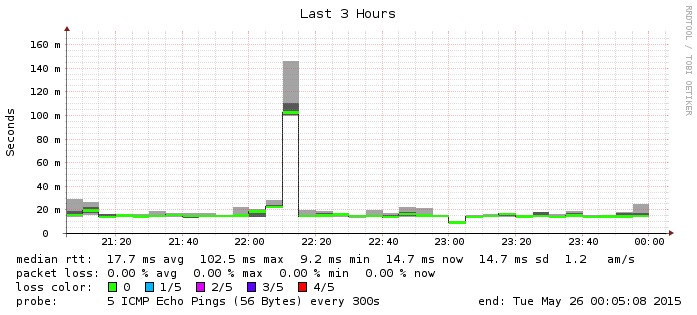 Last 3 Hours
RRDTOOL / TOBI OETIKER
Seconds
160 m
140 m
120 m
100 m
80 m
60 m
40 m
20 m
0
21:20 21:40 22:00 22:20 22:40 23:00 23:20 23:40 00:00
median rtt: 17.7 ms avg 102.5 ms max 9.2 ms min 14.7 ms now 14.7 ms sd 1.2 am/s
packet loss: 0.00 % avg 0.00 % max 0.00 % min 0.00 % now
loss color: 0 1/5 2/5 3/5 4/5
probe: 5 ICMP Echo Pings (56 Bytes) every 300s end: Tue May 26 00:05:08 2015